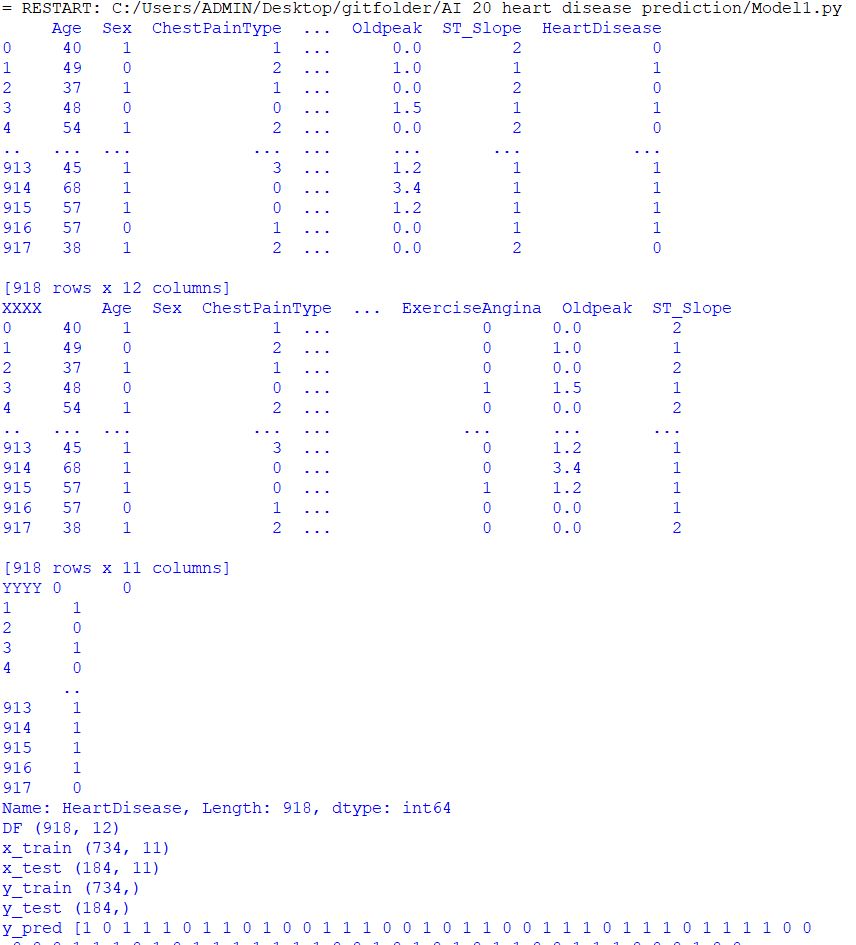 = RESTART: C:/Users/ADMIN/Desktop/gitfolder/AI 20 heart disease prediction/Model1.py
     Age  Sex  ChestPainType  ...  Oldpeak  ST_Slope  HeartDisease
0     40    1              1  ...      0.0         2             0
1     49    0              2  ...      1.0         1             1
2     37    1              1  ...      0.0         2             0
3     48    0              0  ...      1.5         1             1
4     54    1              2  ...      0.0         2             0
..   ...  ...            ...  ...      ...       ...           ...
913   45    1              3  ...      1.2         1             1
914   68    1              0  ...      3.4         1             1
915   57    1              0  ...      1.2         1             1
916   57    0              1  ...      0.0         1             1
917   38    1              2  ...      0.0         2             0
[918 rows x 12 columns]
XXXX      Age  Sex  ChestPainType  ...  ExerciseAngina  Oldpeak  ST_Slope
0     40    1              1  ...               0      0.0         2
1     49    0              2  ...               0      1.0         1
2     37    1              1  ...               0      0.0         2
3     48    0              0  ...               1      1.5         1
4     54    1              2  ...               0      0.0         2
..   ...  ...            ...  ...             ...      ...       ...
913   45    1              3  ...               0      1.2         1
914   68    1              0  ...               0      3.4         1
915   57    1              0  ...               1      1.2         1
916   57    0              1  ...               0      0.0         1
917   38    1              2  ...               0      0.0         2
[918 rows x 11 columns]
YYYY 0      0
1      1
2      0
3      1
4      0
      ..
913    1
914    1
915    1
916    1
917    0
Name: HeartDisease, Length: 918, dtype: int64
DF (918, 12)
x_train (734, 11)
x_test (184, 11)
y_train (734,)
y_test (184,)
y_pred [1 0 1 1 1 0 1 1 0 1 0 0 1 1 1 0 0 1 0 1 1 0 0 1 1 1 0 1 1 1 0 1 1 1 1 0 0